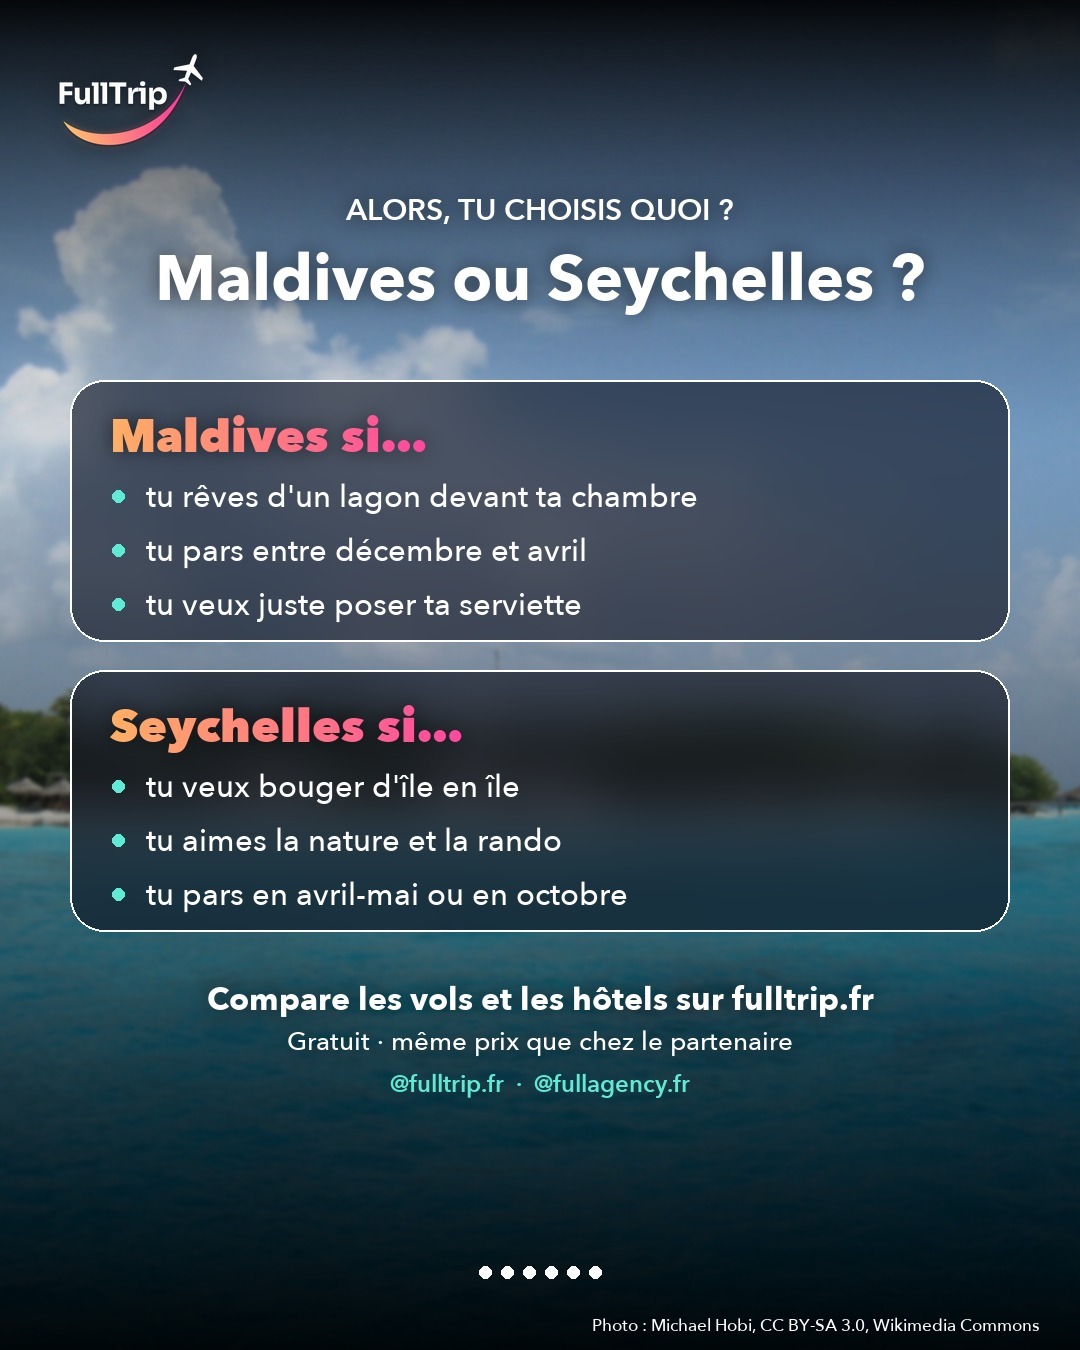 FullTrip
ALORS, TU CHOISIS QUOI ?
Maldives ou Seychelles ?
Maldives si...
tu rêves d'un lagon devant ta chambre
tu pars entre décembre et avril
tu veux juste poser ta serviette
Seychelles si...
tu veux bouger d'île en île
tu aimes la nature et la rando
tu pars en avril-mai ou en octobre
Compare les vols et les hôtels sur fulltrip.fr
Gratuit · même prix que chez le partenaire
@fulltrip.fr · @fullagency.fr
Photo : Michael Hobi, CC BY-SA 3.0, Wikimedia Commons